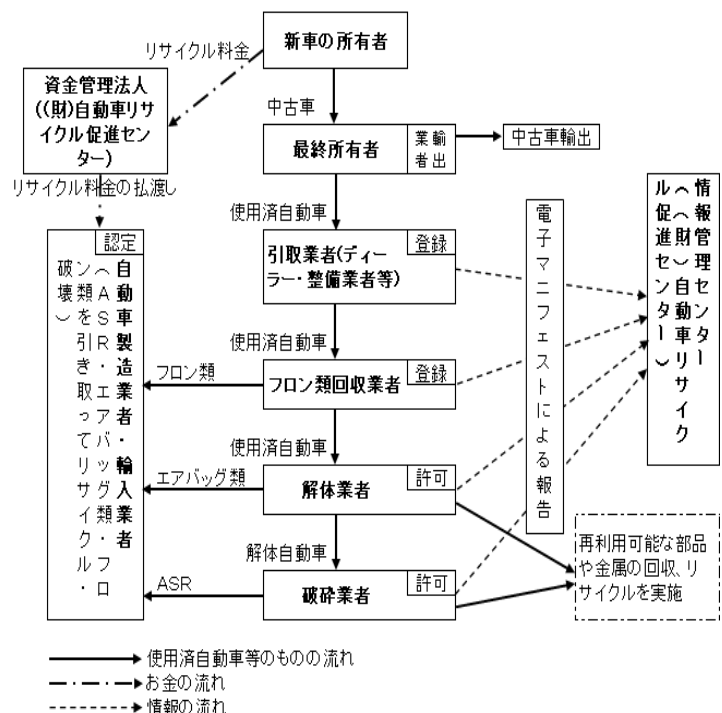 新車の所有者
リサイクル料金
資金管理法人
((財)自動車リサ
イクル促進セン
ター)
中古車
最終所有者
業輸
者出
中古車輸出
リサイクル料金の払渡し
使用済自動車
引取業者(ディー
ラー・整備業者等)
登録
電子マニフェストによる報告
情報管理センター
((財)自動車リサイク
ル促進センター)
認定
自動車製造業者・輸入業者
(ASR・エアバッグ類・フロ
ン類を引き取ってリサイクル・
破壊)
使用済自動車
フロン類
フロン類回収業者
登録
使用済自動車
エアバッグ類
解体業者
許可
解体自動車
再利用可能な部品
や金属の回収、リ
サイクルを実施
ASR
破砕業者
許可
使用済自動車等のものの流れ
お金の流れ
情報の流れ